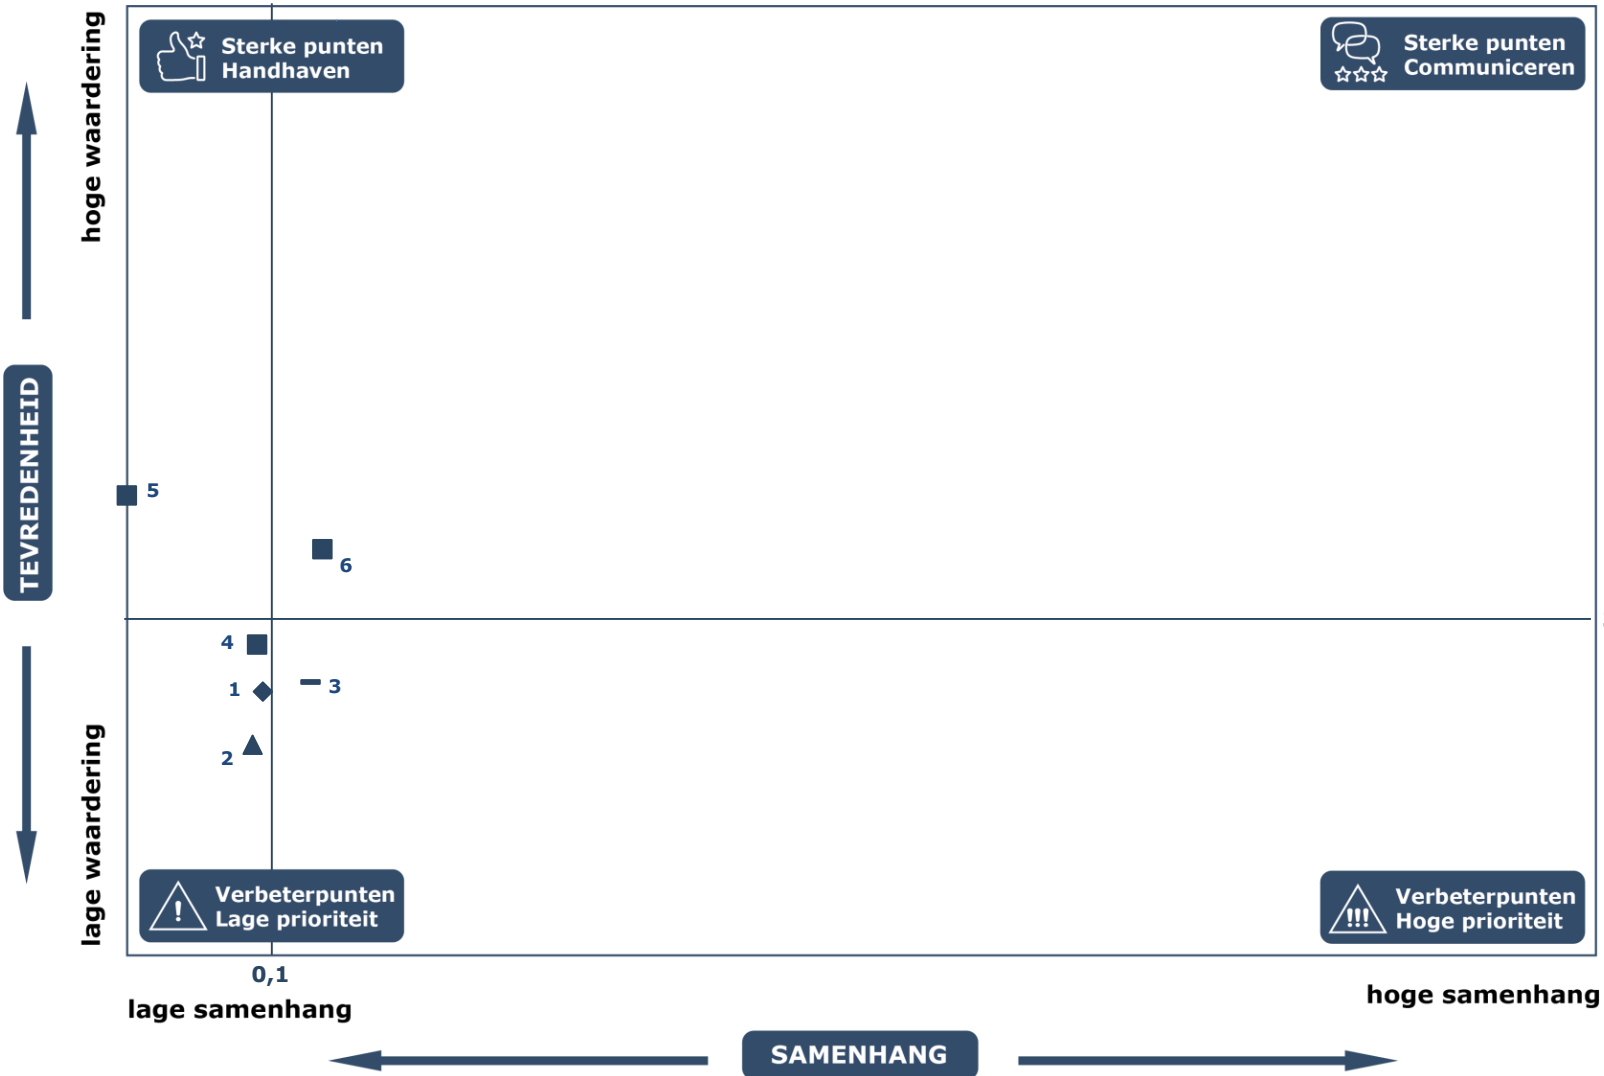 hoge waardering
Sterke punten
Handhaven
Sterke punten
Communiceren
TEVREDENHEID
5
6
4
1
3
2
lage waardering
!
Verbeterpunten
Lage prioriteit
!!!
Verbeterpunten
Hoge prioriteit
0,1
lage samenhang
hoge samenhang
SAMENHANG